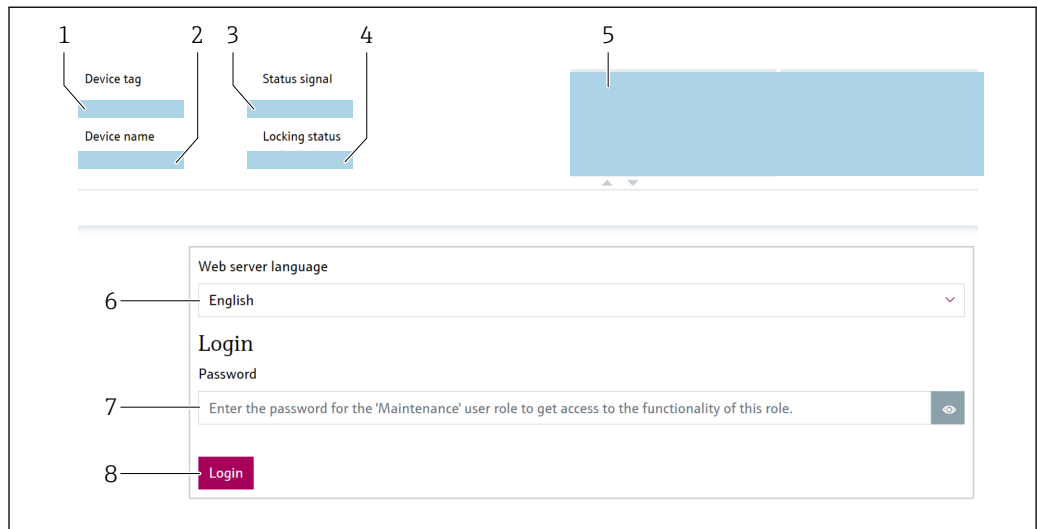 1 2 3 4 5
Device tag Status signal
Device name Locking status
Web server language
6 English
Login
Password
7 Enter the password for the 'Maintenance' user role to get access to the functionality of this role.
8 Login